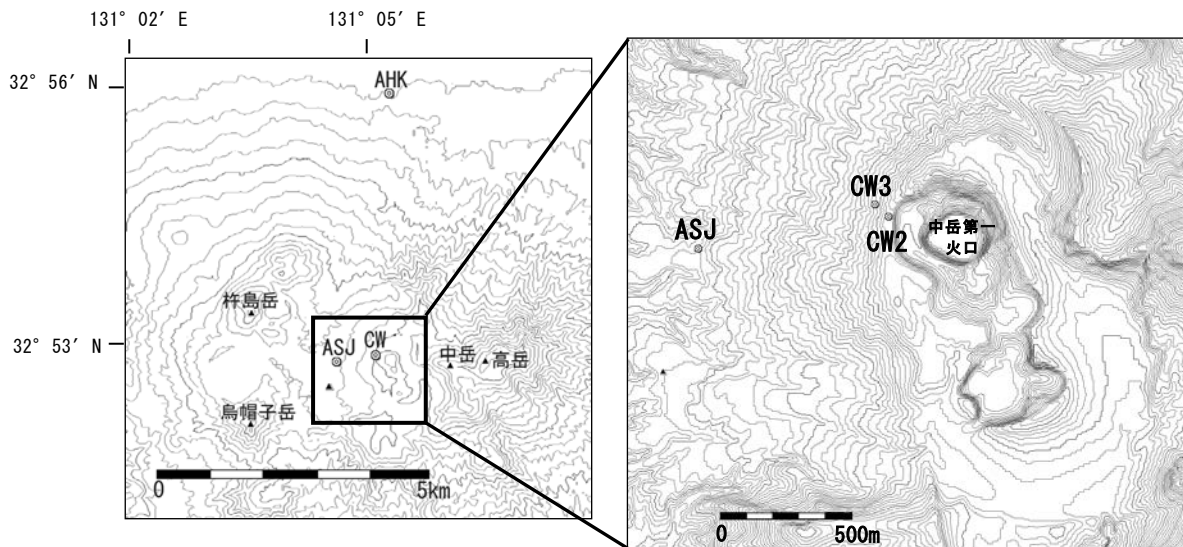 131° 02′ E
131° 05′ E
32° 56′ N
AHK
杵島岳
32° 53′ N
ASJ
CW
中岳
高岳
烏帽子岳
0
5km
CW3
CW2
ASJ
中岳第一
火口
0
500m